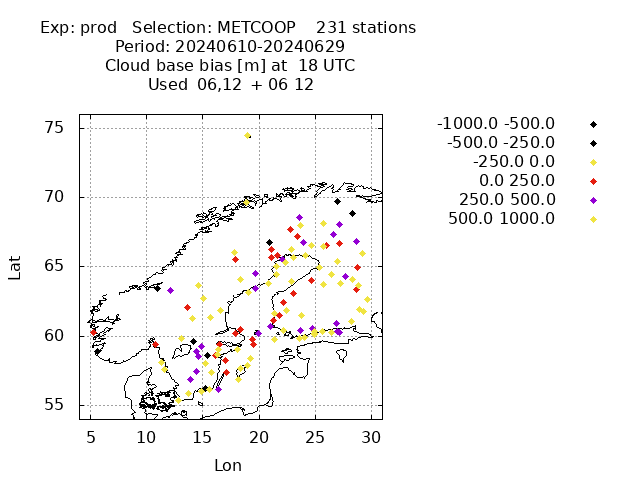 Exp: prod   Selection: METCOOP    231 stations
Period: 20240610-20240629
Cloud base bias [m] at  18 UTC
Used  06,12  + 06 12
-1000.0 -500.0
-500.0 -250.0
-250.0 0.0
0.0 250.0
250.0 500.0
500.0 1000.0
Lat
75
70
65
60
55
5 10 15 20 25 30
Lon